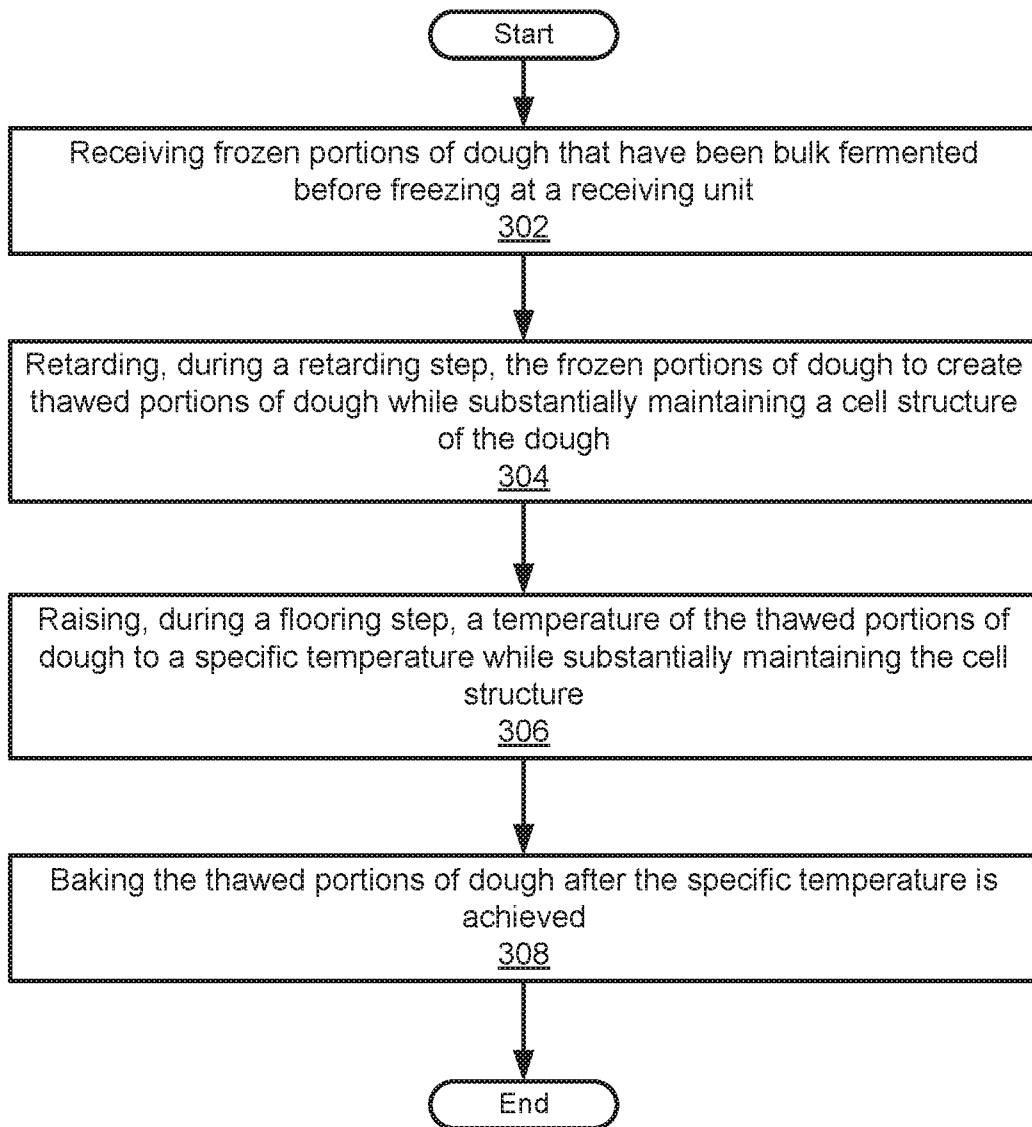 Start
Receiving frozen portions of dough that have been bulk fermented
before freezing at a receiving unit
302
Retarding, during a retarding step, the frozen portions of dough to create
thawed portions of dough while substantially maintaining a cell structure
of the dough
304
Raising, during a flooring step, a temperature of the thawed portions of
dough to a specific temperature while substantially maintaining the cell
structure
306
Baking the thawed portions of dough after the specific temperature is
achieved
308
End